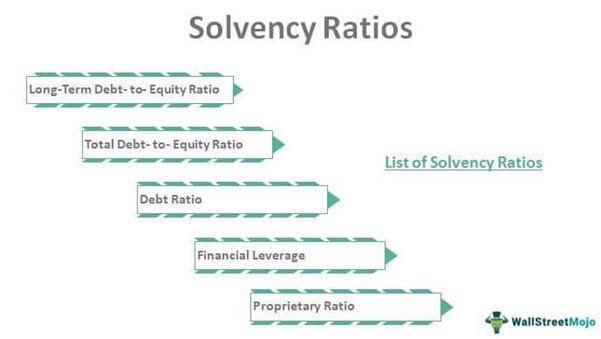 Solvency Ratios
Long-Term Debt- to- Equity Ratio
Total Debt- to- Equity Ratio
List of Solvency Ratios
Debt Ratio
Financial Leverage
Proprietary Ratio
WallStreetMojo